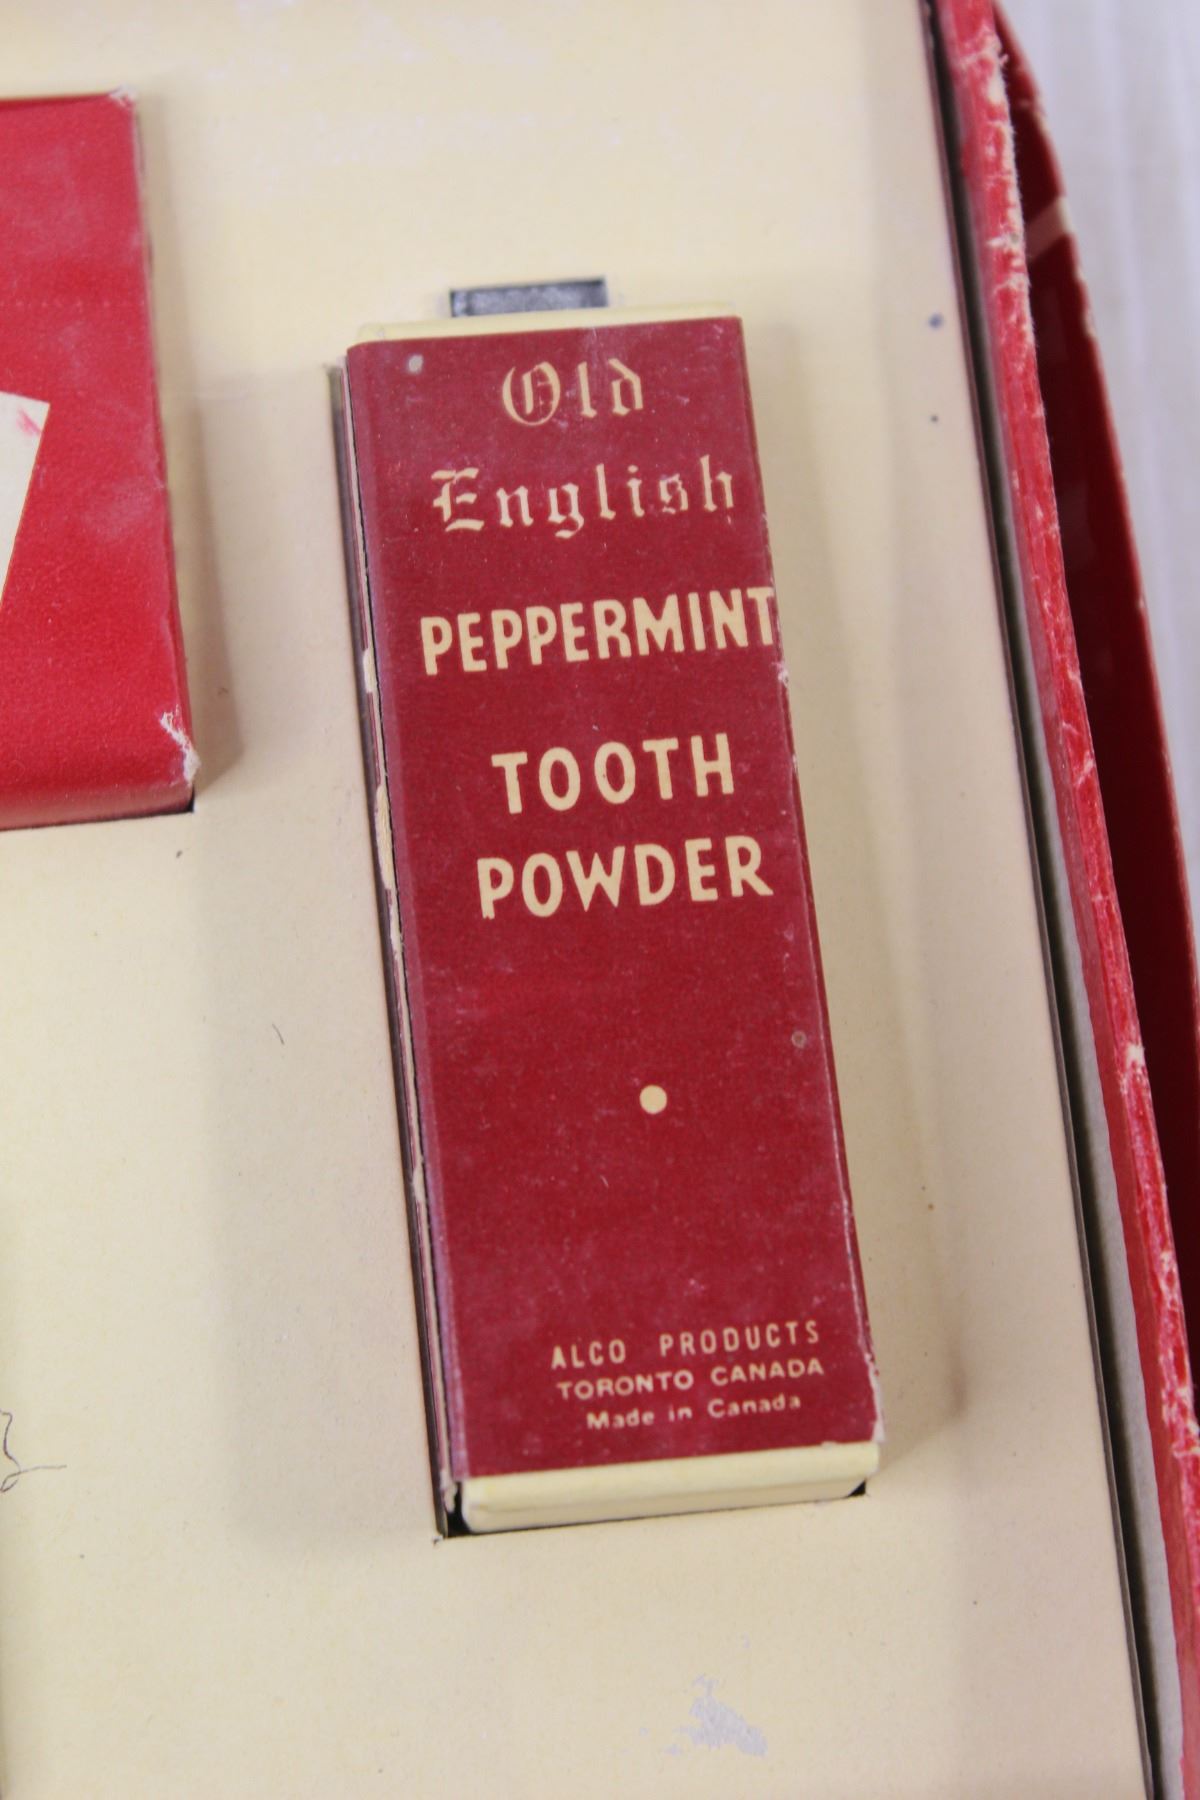 Old
English
PEPPERMINT
TOOTH
POWDER
ALCO PRODUCTS
TORONTO CANADA
Made in Canada